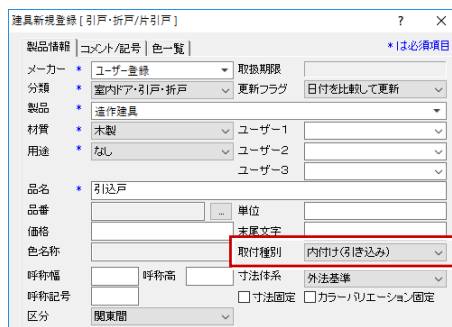 建具新規登録 [ 引戸・折戸/片引戸 ] ? ×
製品情報 コメント/記号 色一覧 *は必須項目
メーカー * ユーザー登録 取扱期限
分類 * 室内ドア・引戸・折戸 更新フラグ 日付を比較して更新
製品 * 造作建具
材質 * 木製 ユーザー1
用途 * なし ユーザー2
ユーザー3
品名 * 引込戸
品番 ... 単位
価格 末尾文字
色名称 取付種別 内付け(引き込み)
呼称幅 呼称高 寸法体系 外法基準
呼称記号 寸法固定 カラーバリエーション固定
区分 関東間